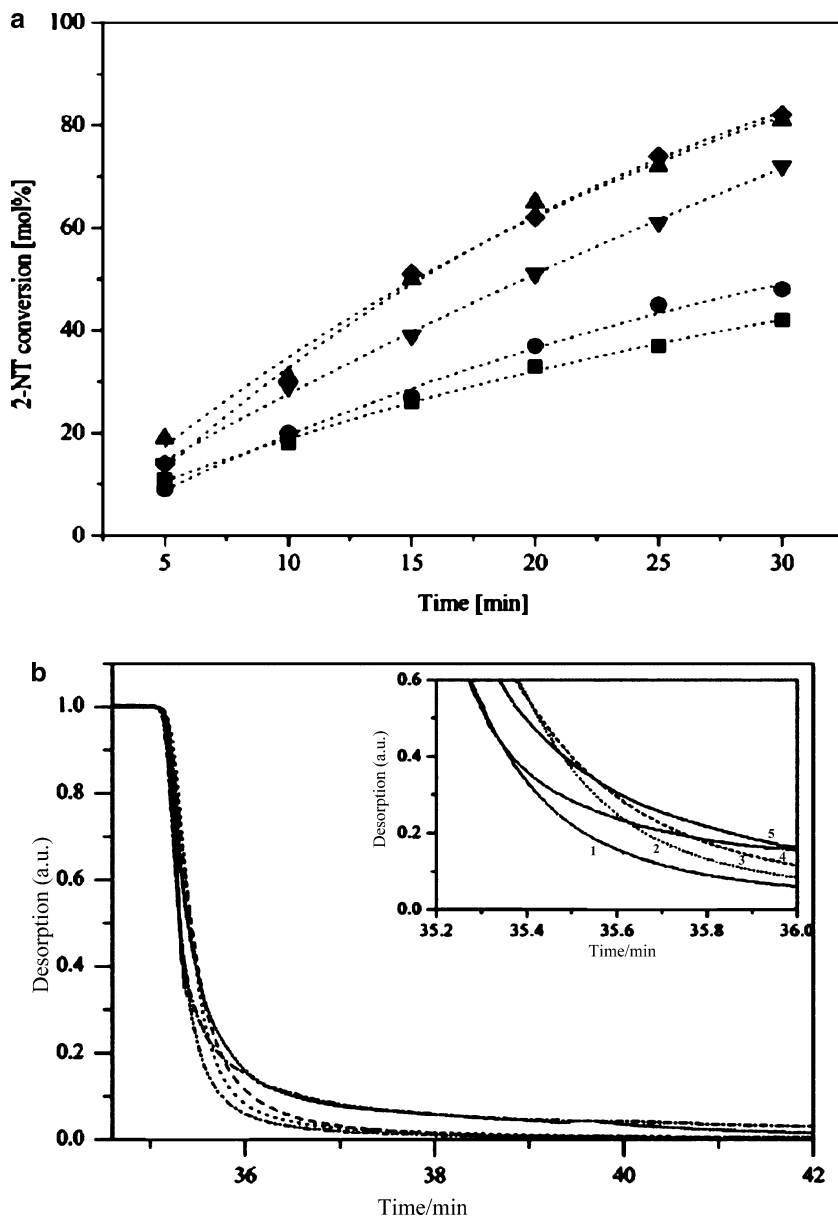 a
100
80
60
40
20
0
2-NT conversion [mol%]
5 10 15 20 25 30
Time [min]
b
1.0
0.8
0.6
0.4
0.2
0.0
Desorption (a.u.)
36 38 40 42
Time/min
0.6
0.4
0.2
0.0
Desorption (a.u.)
1 2 3 4 5
35.2 35.4 35.6 35.8 36.0
Time/min